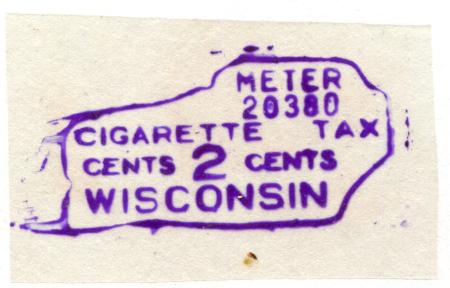 METER
20380
CIGARETTE TAX
CENTS 2 CENTS
WISCONSIN